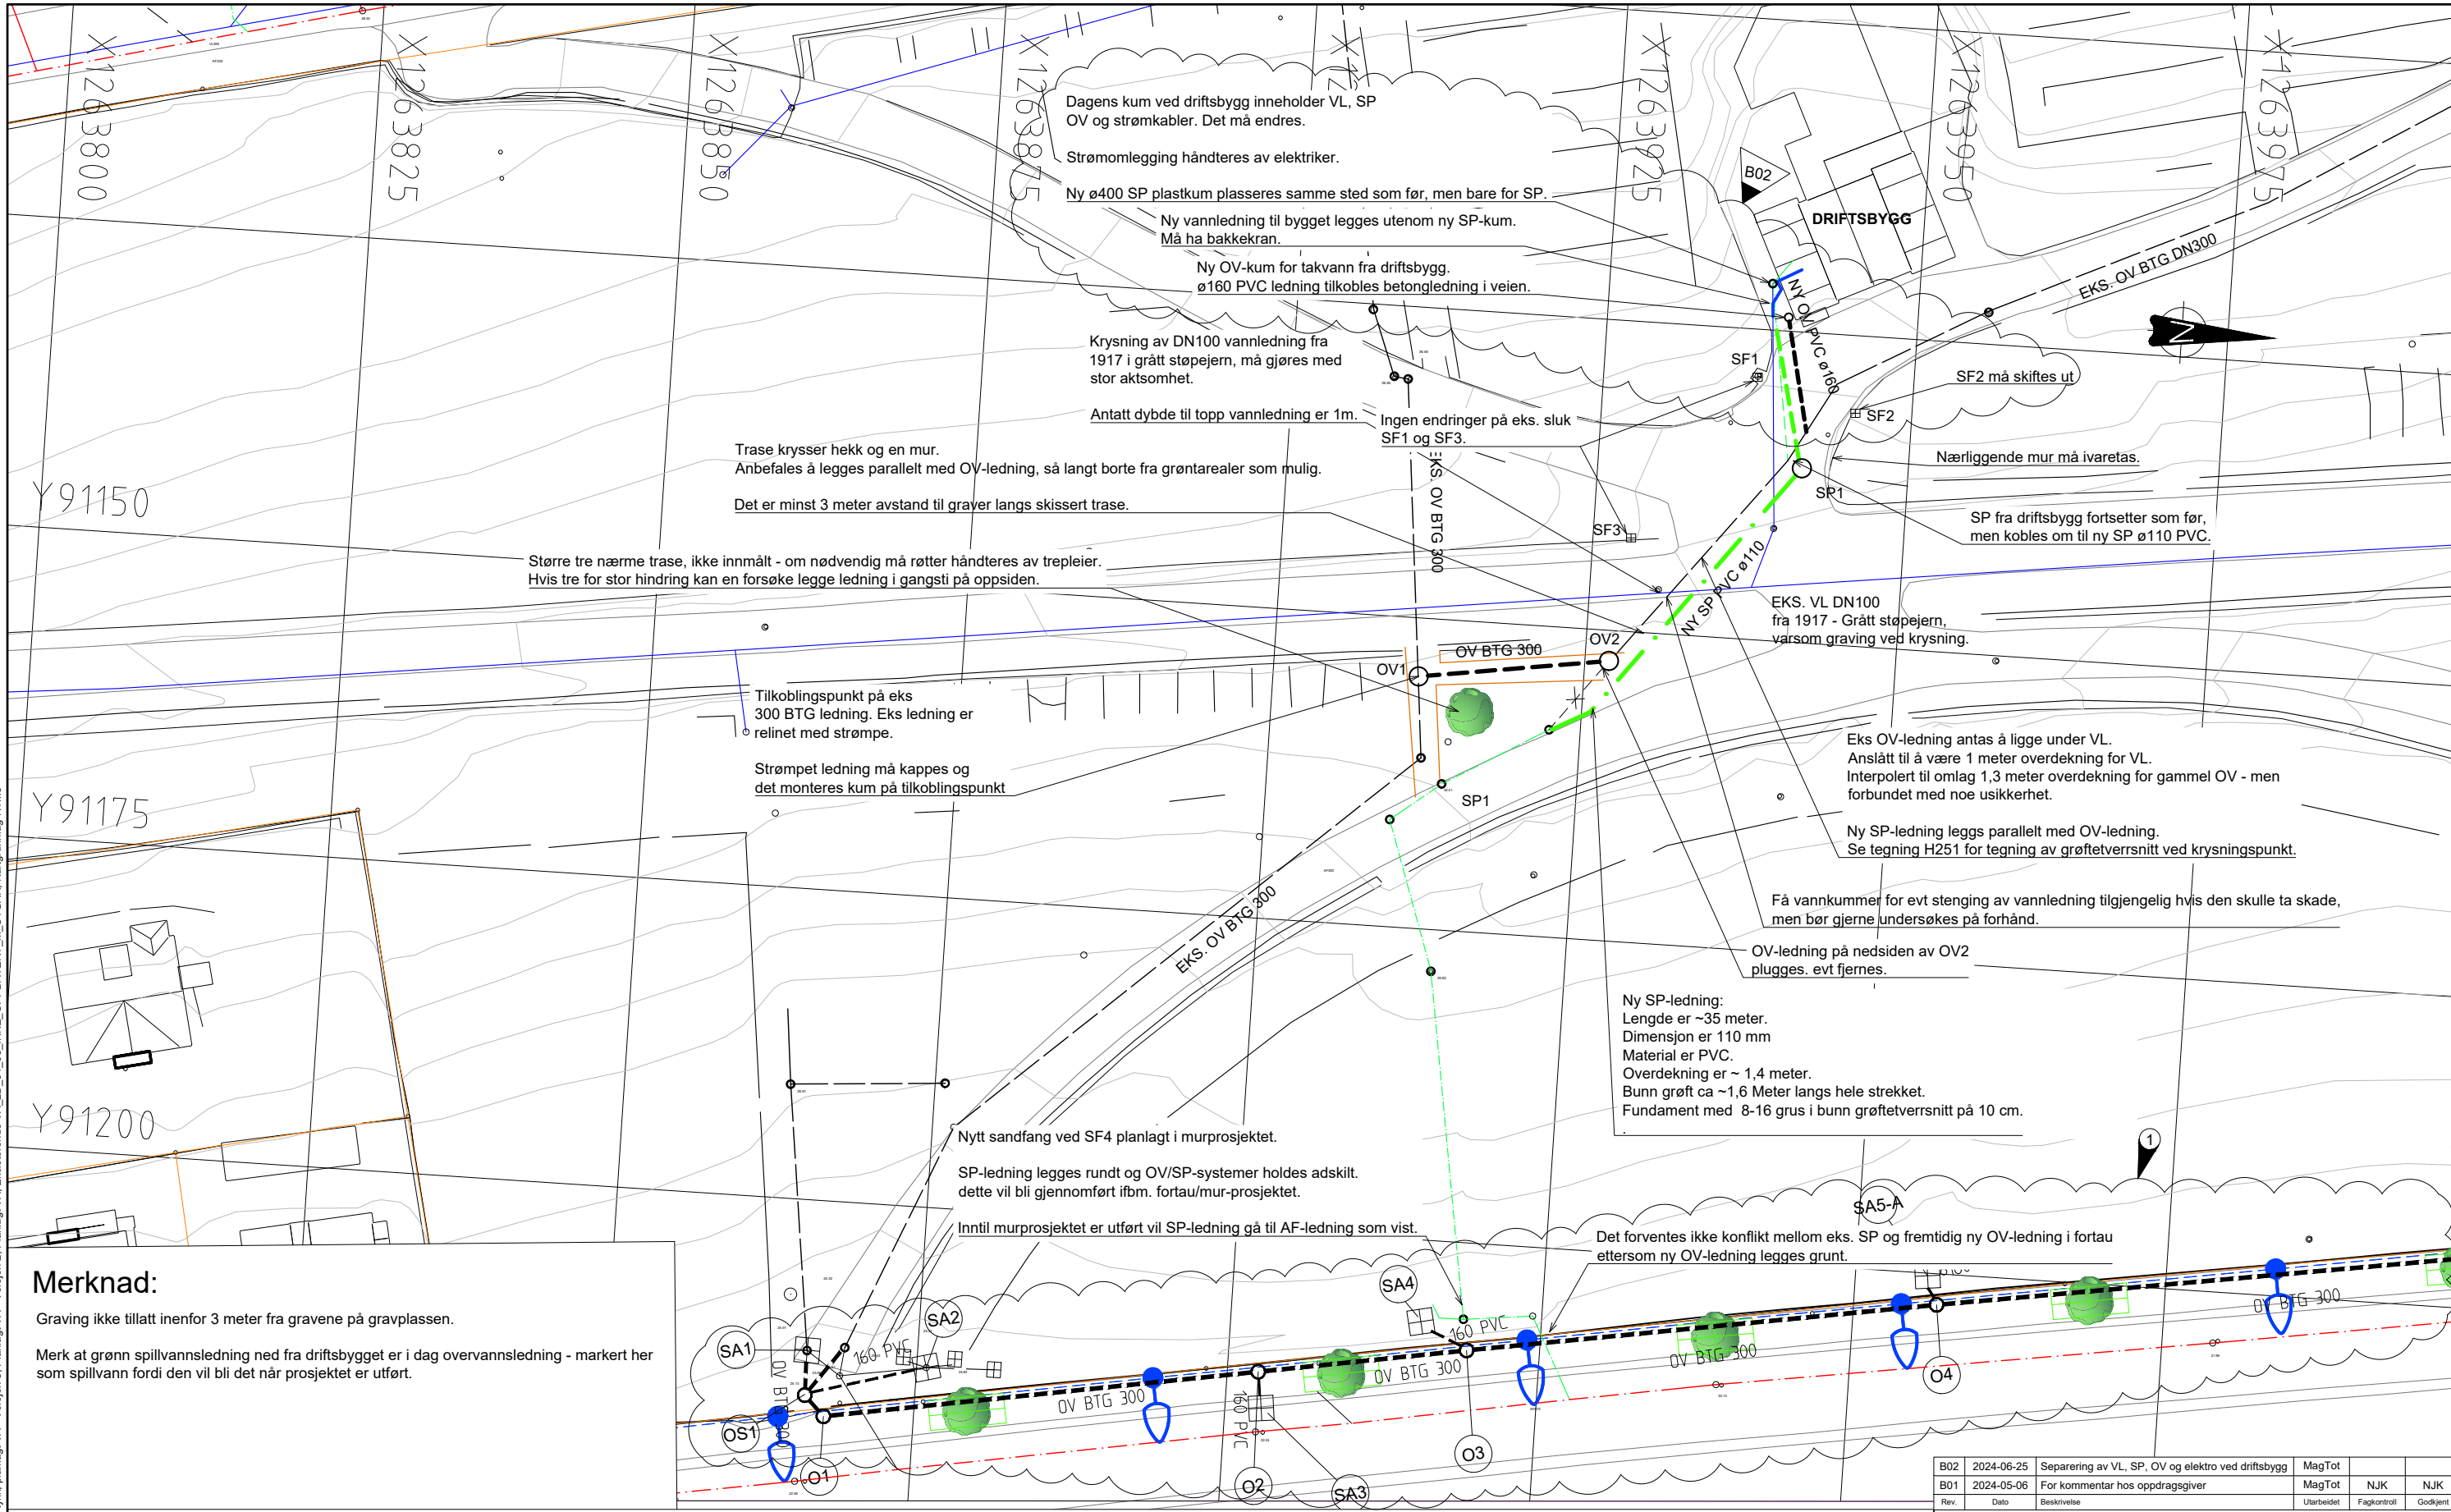 X 1263800
X 1263825
X 1263850
X 1263875
X 1263925
X 1263950
X 1263975
Y 91150
Y 91175
Y 91200
Dagens kum ved driftsbygg inneholder VL, SP
OV og strømkabler. Det må endres.
Strømomlegging håndteres av elektriker.
Ny ø400 SP plastkum plasseres samme sted som før, men bare for SP.
Ny vannledning til bygget legges utenom ny SP-kum.
Må ha bakkekran.
Ny OV-kum for takvann fra driftsbygg.
ø160 PVC ledning tilkobles betongledning i veien.
B02
DRIFTSBYGG
EKS. OV BTG DN300
N
NY OV PVC ø160
Krysning av DN100 vannledning fra
1917 i grått støpejern, må gjøres med
stor aktsomhet.
Antatt dybde til topp vannledning er 1m.
SF1
SF2 må skiftes ut
SF2
Ingen endringer på eks. sluk
SF1 og SF3.
Trase krysser hekk og en mur.
Anbefales å legges parallelt med OV-ledning, så langt borte fra grøntarealer som mulig.
Det er minst 3 meter avstand til graver langs skissert trase.
EKS. OV BTG 300
Nærliggende mur må ivaretas.
SP1
SF3
SP fra driftsbygg fortsetter som før,
men kobles om til ny SP ø110 PVC.
Større tre nærme trase, ikke innmålt - om nødvendig må røtter håndteres av trepleier.
Hvis tre for stor hindring kan en forsøke legge ledning i gangsti på oppsiden.
NY SP PVC ø110
EKS. VL DN100
fra 1917 - Grått støpejern,
varsom graving ved krysning.
OV2
OV BTG 300
OV1
Tilkoblingspunkt på eks
300 BTG ledning. Eks ledning er
relinet med strømpe.
Strømpet ledning må kappes og
det monteres kum på tilkoblingspunkt
SP1
Eks OV-ledning antas å ligge under VL.
Anslått til å være 1 meter overdekning for VL.
Interpolert til omlag 1,3 meter overdekning for gammel OV - men
forbundet med noe usikkerhet.
Ny SP-ledning leggs parallelt med OV-ledning.
Se tegning H251 for tegning av grøftetverrsnitt ved krysningspunkt.
EKS. OV BTG 300
Få vannkummer for evt stenging av vannledning tilgjengelig hvis den skulle ta skade,
men bør gjerne undersøkes på forhånd.
OV-ledning på nedsiden av OV2
plugges. evt fjernes.
Ny SP-ledning:
Lengde er ~35 meter.
Dimensjon er 110 mm
Material er PVC.
Overdekning er ~ 1,4 meter.
Bunn grøft ca ~1,6 Meter langs hele strekket.
Fundament med 8-16 grus i bunn grøftetverrsnitt på 10 cm.
.
Nytt sandfang ved SF4 planlagt i murprosjektet.
SP-ledning legges rundt og OV/SP-systemer holdes adskilt.
dette vil bli gjennomført ifbm. fortau/mur-prosjektet.
Inntil murprosjektet er utført vil SP-ledning gå til AF-ledning som vist.
1
SA5-A
Det forventes ikke konflikt mellom eks. SP og fremtidig ny OV-ledning i fortau
ettersom ny OV-ledning legges grunt.
SA4
SA2
SA1
160 PVC
160 PVC
OV BTG 300
OV BTG 300
OV BTG 300
OV BTG 300
160 PVC
OS1
O1
O2
SA3
O3
O4
Merknad:
Graving ikke tillatt inenfor 3 meter fra gravene på gravplassen.
Merk at grønn spillvannsledning ned fra driftsbygget er i dag overvannsledning - markert her
som spillvann fordi den vil bli det når prosjektet er utført.
B02 2024-06-25 Separering av VL, SP, OV og elektro ved driftsbygg MagTot
B01 2024-05-06 For kommentar hos oppdragsgiver MagTot NJK NJK
Rev. Dato Beskrivelse Utarbeidet Fagkontroll Godkjent